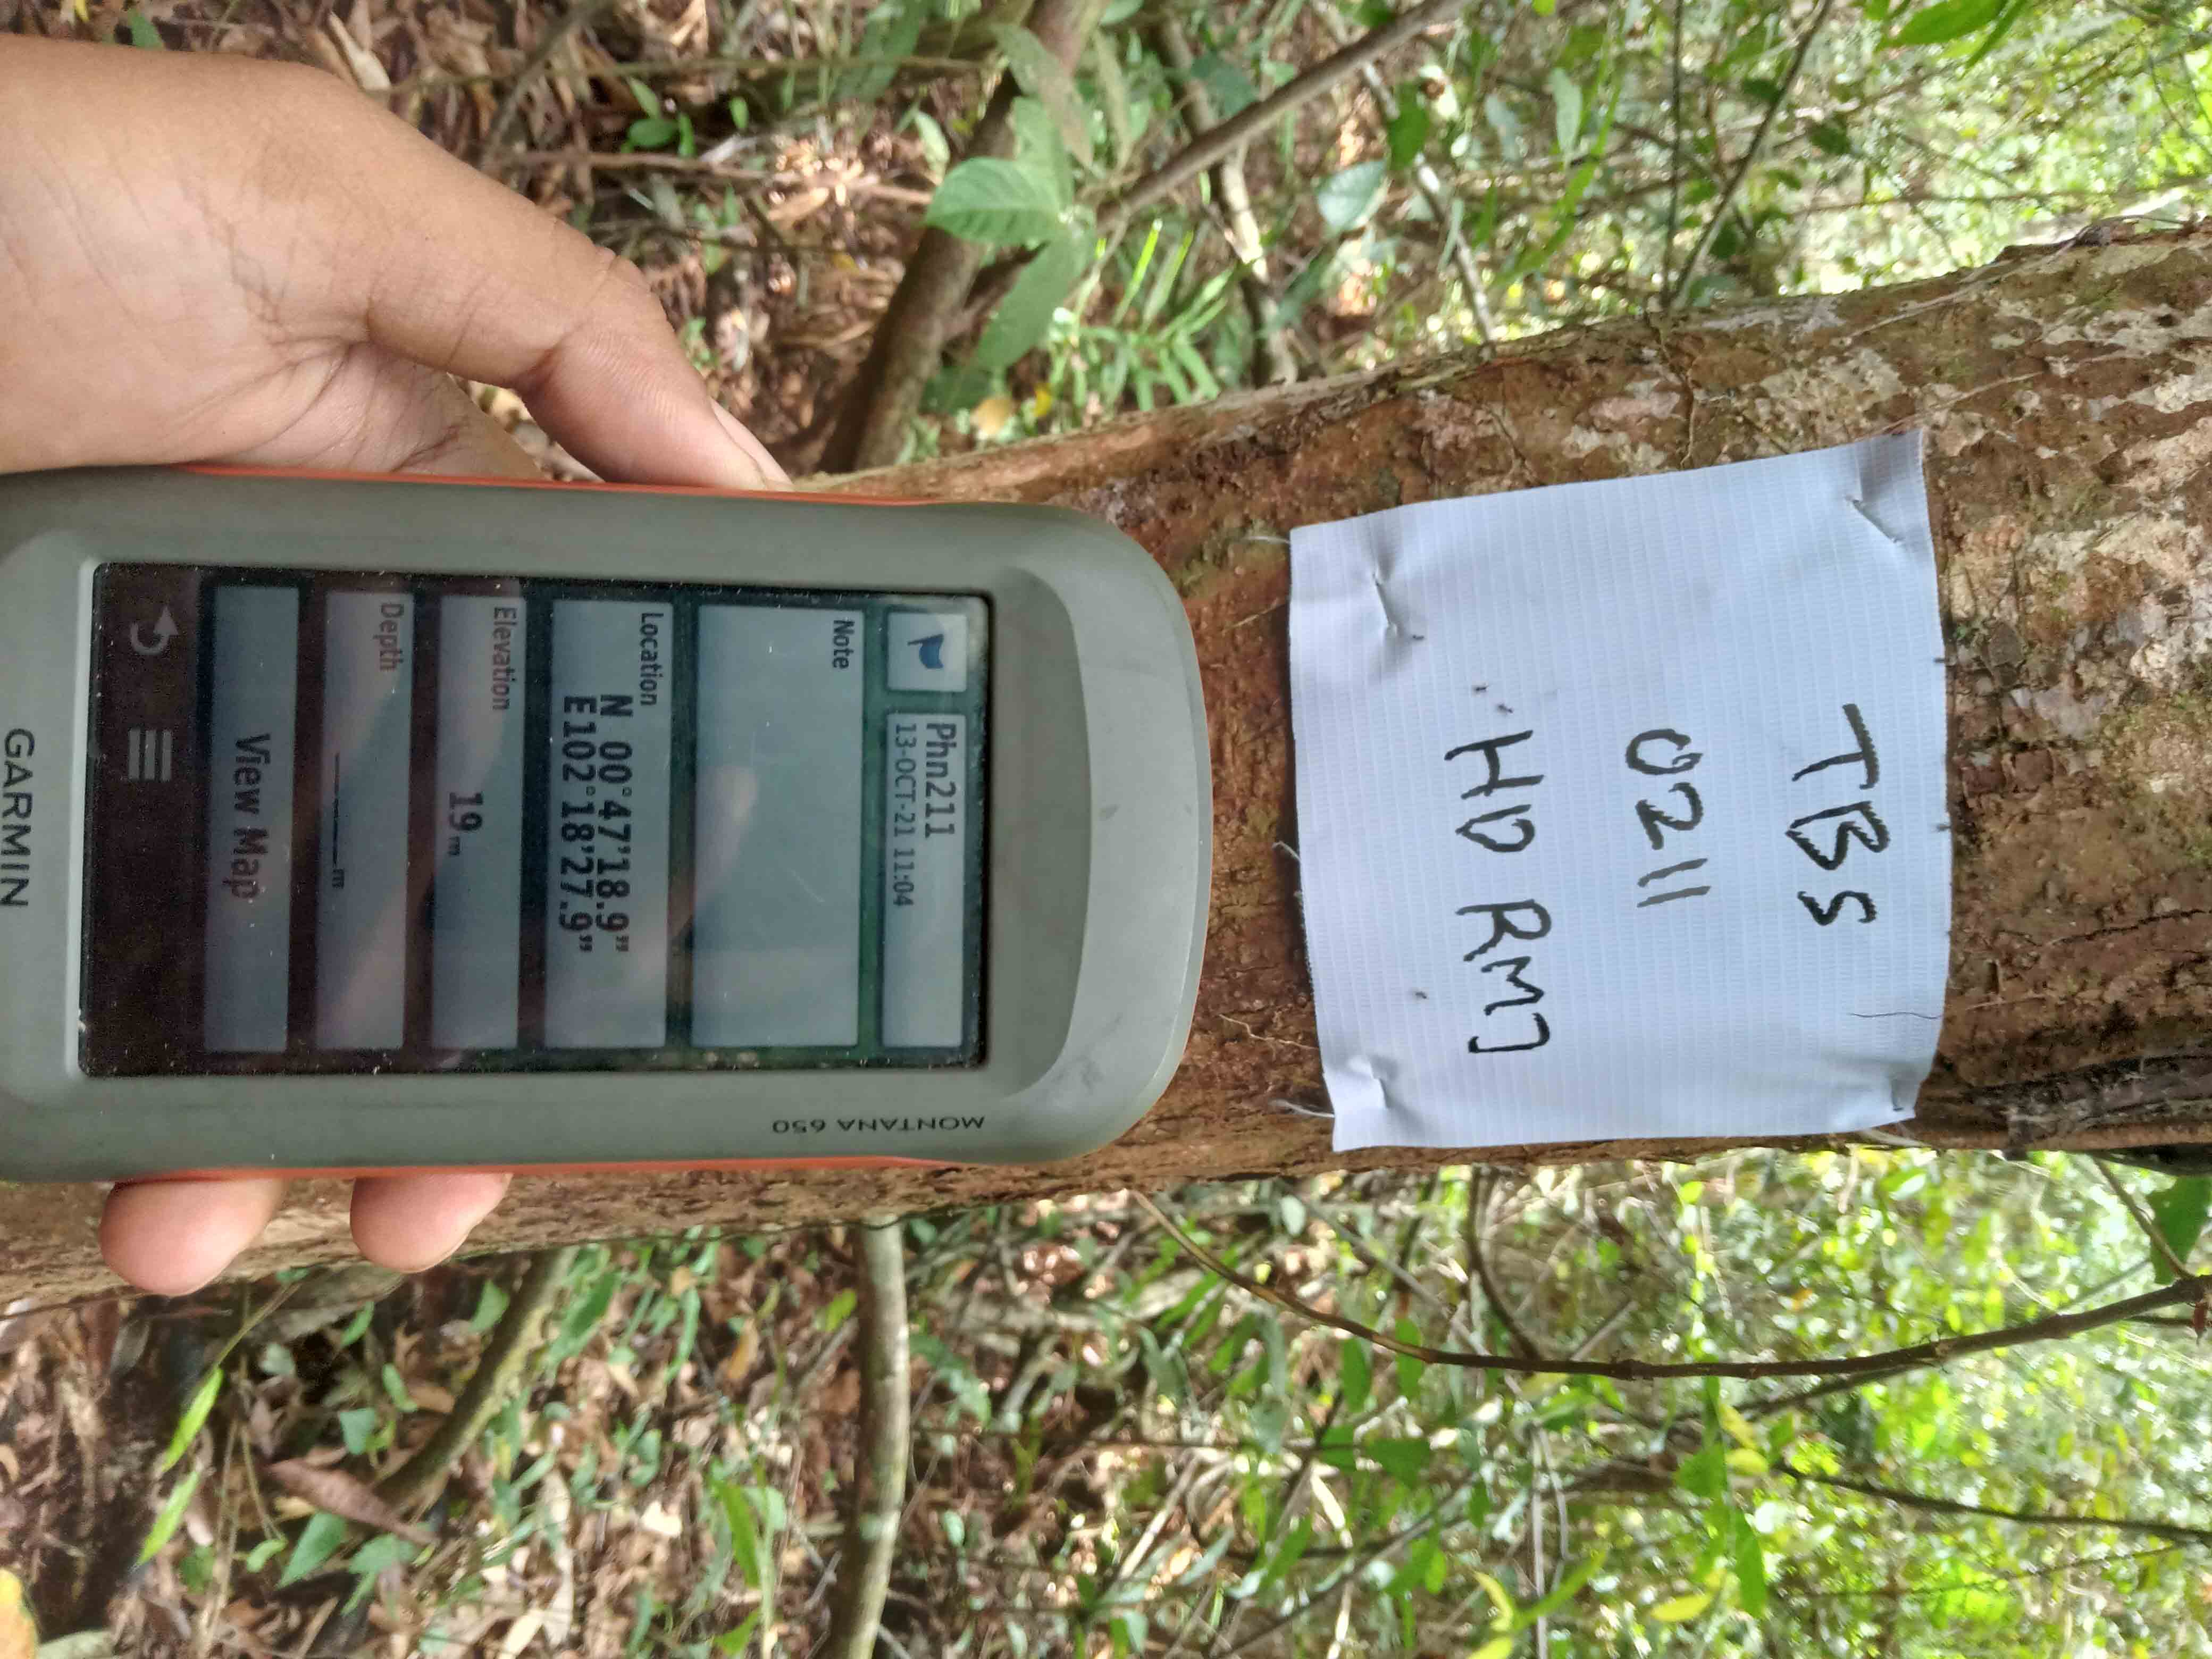 TBS
0211
HD RMJ
MONTANA 650
Phn211
13-OCT-21 11:04
Note
Location
N 00°47'18.9"
E102°18'27.9"
Elevation
19 m
Depth
_____m
View Map
GARMIN